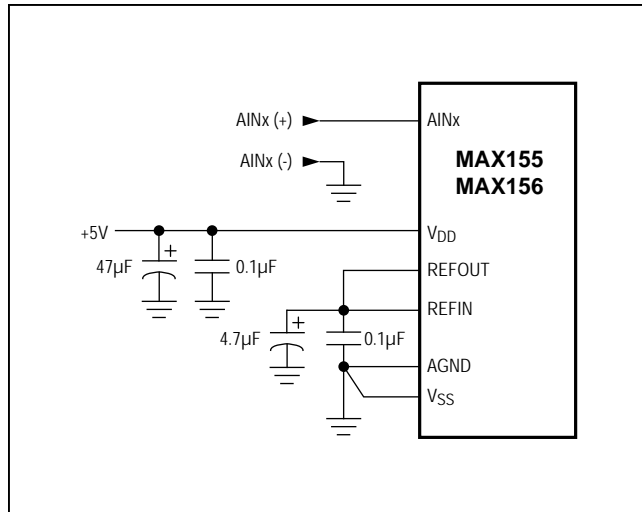 AINx (+)
AINx
AINx (-)
MAX155
MAX156
+5V
VDD
47µF
+
0.1µF
REFOUT
REFIN
4.7µF
+
0.1µF
AGND
VSS